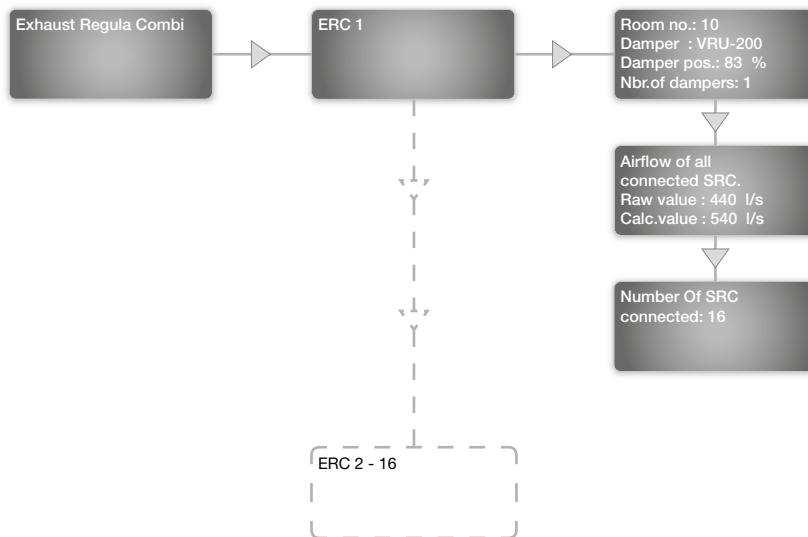 Exhaust Regula Combi
ERC 1
Room no.: 10
Damper : VRU-200
Damper pos.: 83 %
Nbr.of dampers: 1
Airflow of all
connected SRC.
Raw value : 440 l/s
Calc.value : 540 l/s
Number Of SRC
connected: 16
ERC 2 - 16